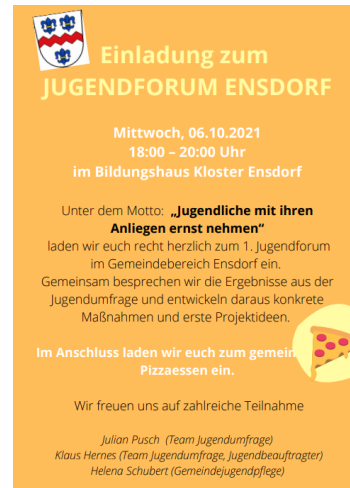 Einladung zum
JUGENDFORUM ENSDORF
Mittwoch, 06.10.2021
18:00 – 20:00 Uhr
im Bildungshaus Kloster Ensdorf
Unter dem Motto: „Jugendliche mit ihren
Anliegen ernst nehmen“
laden wir euch recht herzlich zum 1. Jugendforum
im Gemeindebereich Ensdorf ein.
Gemeinsam besprechen wir die Ergebnisse aus der
Jugendumfrage und entwickeln daraus konkrete
Maßnahmen und erste Projektideen.
Im Anschluss laden wir euch zum gemein
Pizzaessen ein.
Wir freuen uns auf zahlreiche Teilnahme
Julian Pusch (Team Jugendumfrage)
Klaus Hernes (Team Jugendumfrage, Jugendbeauftragter)
Helena Schubert (Gemeindejugendpflege)